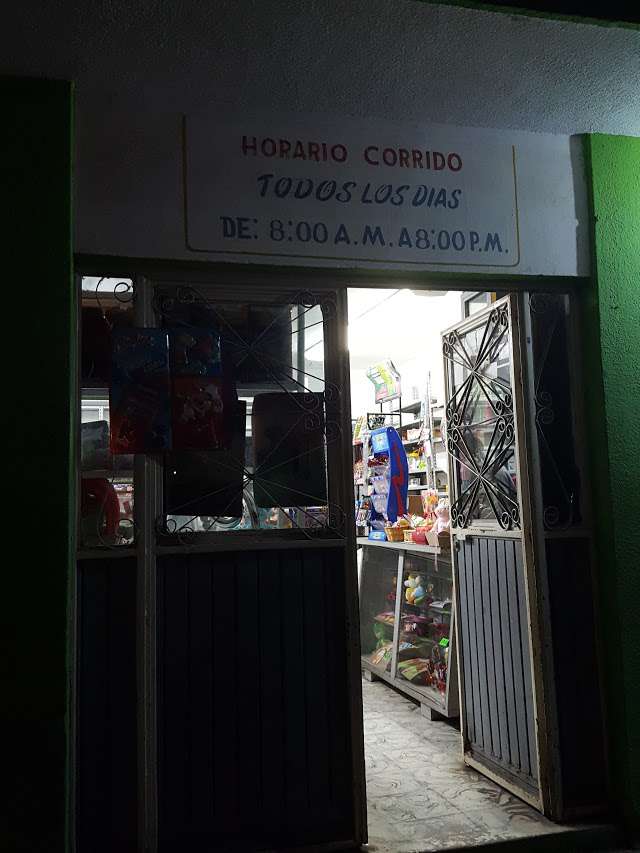 HORARIO CORRIDO
TODOS LOS DIAS
DE: 8:00 A.M. A 8:00 P.M.